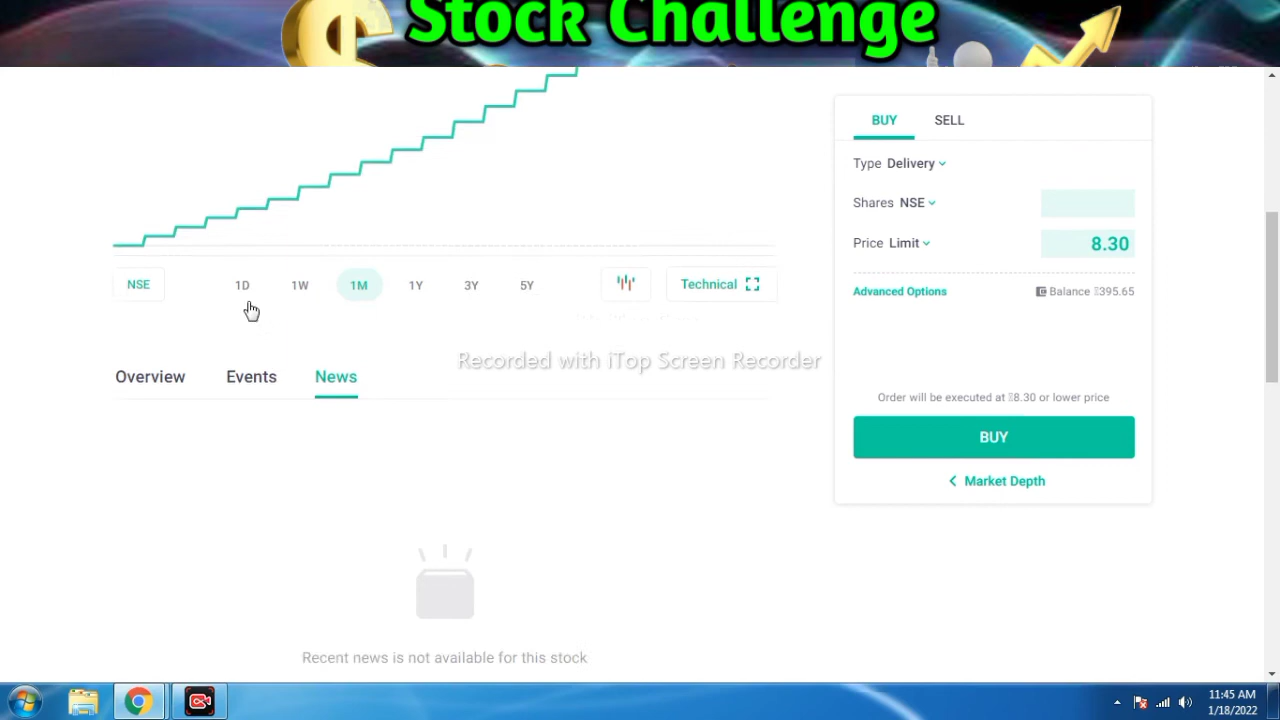 Stock Challenge
BUY
SELL
Type Delivery
Shares NSE
Price Limit
8.30
NSE
1D
1W
1M
1Y
3Y
5Y
Technical
Advanced Options
Balance ₹395.65
Recorded with iTop Screen Recorder
Overview
Events
News
Order will be executed at ₹8.30 or lower price
BUY
Market Depth
Recent news is not available for this stock
11:45 AM
1/18/2022